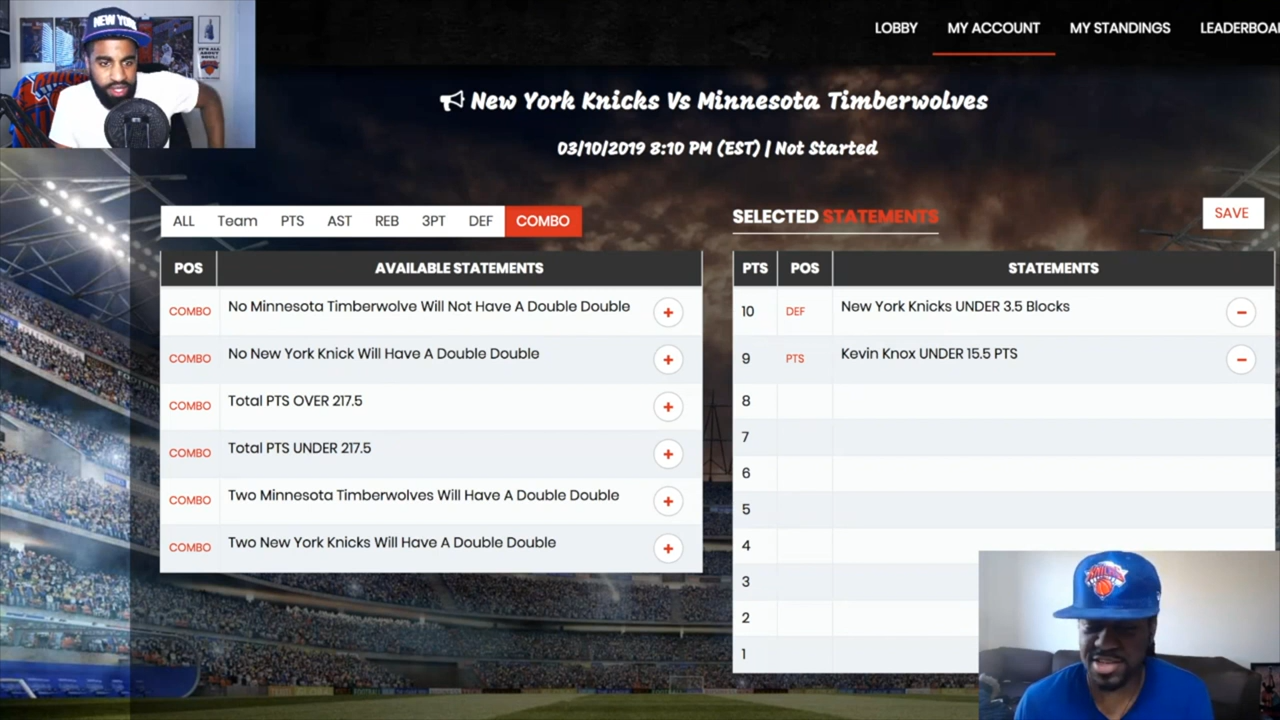 NEW YORK
LOBBY
MY ACCOUNT
MY STANDINGS
LEADERBOA
New York Knicks Vs Minnesota Timberwolves
03/10/2019 8:10 PM (EST) | Not Started
ALL
Team
PTS
AST
REB
3PT
DEF
COMBO
POS
AVAILABLE STATEMENTS
COMBO
No Minnesota Timberwolve Will Not Have A Double Double
+
COMBO
No New York Knick Will Have A Double Double
+
COMBO
Total PTS OVER 217.5
+
COMBO
Total PTS UNDER 217.5
+
COMBO
Two Minnesota Timberwolves Will Have A Double Double
+
COMBO
Two New York Knicks Will Have A Double Double
+
SELECTED STATEMENTS
SAVE
PTS
POS
STATEMENTS
10
DEF
New York Knicks UNDER 3.5 Blocks
−
9
PTS
Kevin Knox UNDER 15.5 PTS
−
8
7
6
5
4
3
2
1
KNICKS